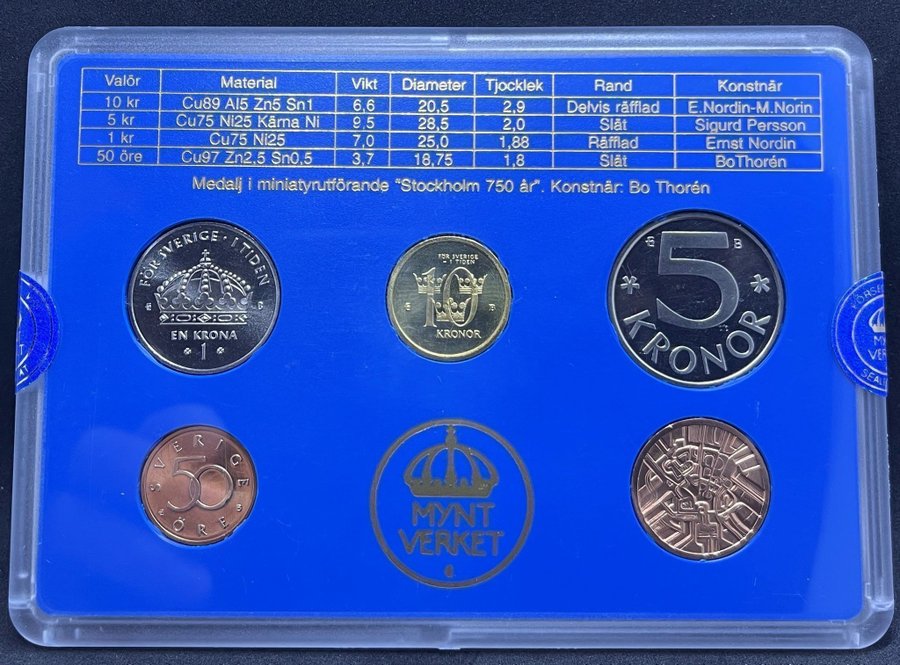 Valör Material Vikt Diameter Tjocklek Rand Konstnär
10 kr Cu89 Al5 Zn5 Sn1 6,6 20,5 2,9 Delvis räfflad E.Nordin-M.Norin
5 kr Cu75 Ni25 Kärna Ni 9,5 28,5 2,0 Slät Sigurd Persson
1 kr Cu75 Ni25 7,0 25,0 1,88 Räfflad Ernst Nordin
50 öre Cu97 Zn2,5 Sn0,5 3,7 18.75 1,8 Slät BoThorén
Medalj i miniatyrutförande "Stockholm 750 år". Konstnär: Bo Thorén
FÖR SVERIGE · I TIDEN
EN KRONA
1
FÖR SVERIGE
– I TIDEN
10
KRONOR
B
5
KRONOR
SVERIGE
50
ÖRE
MYNT
VERKET
MYNT
VERK